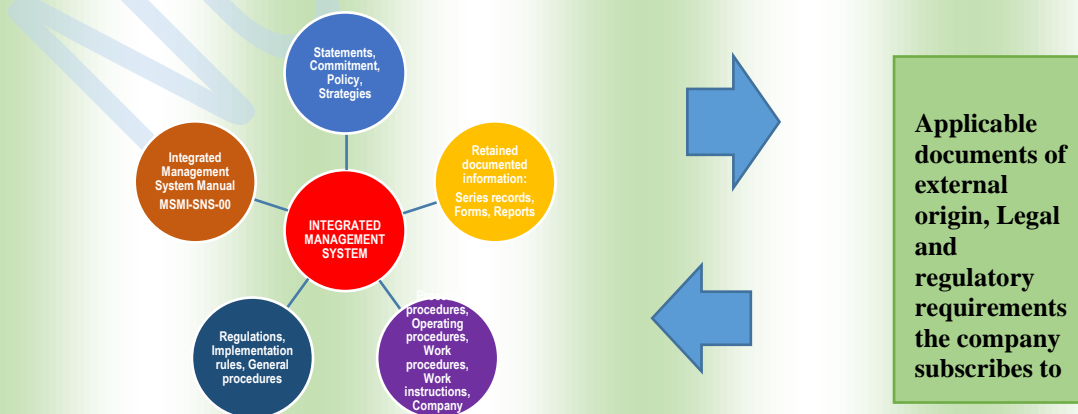 Statements,
Commitment,
Policy,
Strategies
Integrated
Management
System Manual
MSMI-SNS-00
Retained
documented
information:
Series records,
Forms, Reports
INTEGRATED
MANAGEMENT
SYSTEM
Regulations,
Implementation
rules, General
procedures
procedures,
Operating
procedures,
Work
procedures,
Work
instructions,
Company
Applicable
documents of
external
origin, Legal
and
regulatory
requirements
the company
subscribes to